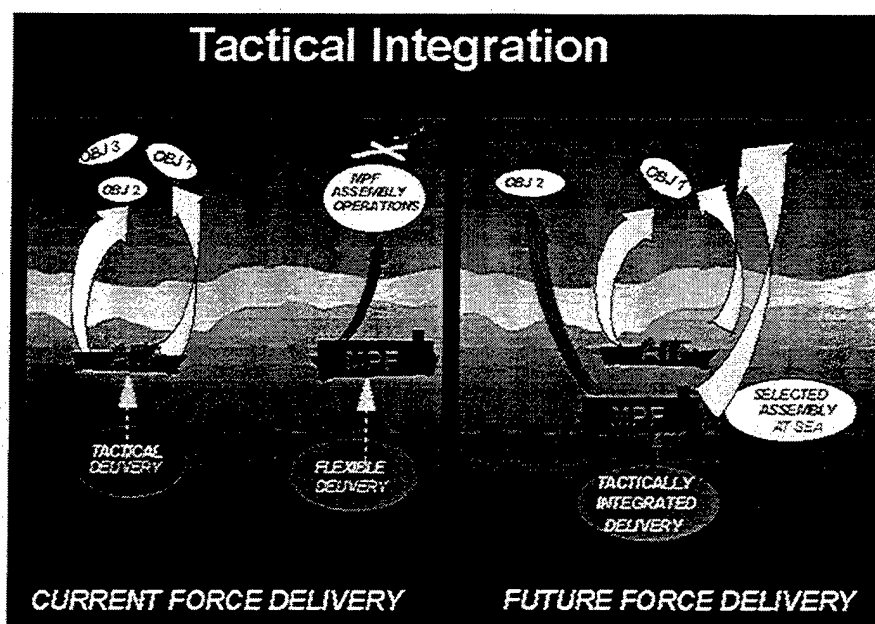 Tactical Integration
OBJ 3
OBJ 1
OBJ 2
MPF
ASSEMBLY
OPERATIONS
MPF
TACTICAL
DELIVERY
FLEXIBLE
DELIVERY
CURRENT FORCE DELIVERY
OBJ 2
OBJ 1
MPF
SELECTED
ASSEMBLY
AT SEA
TACTICALLY
INTEGRATED
DELIVERY
FUTURE FORCE DELIVERY